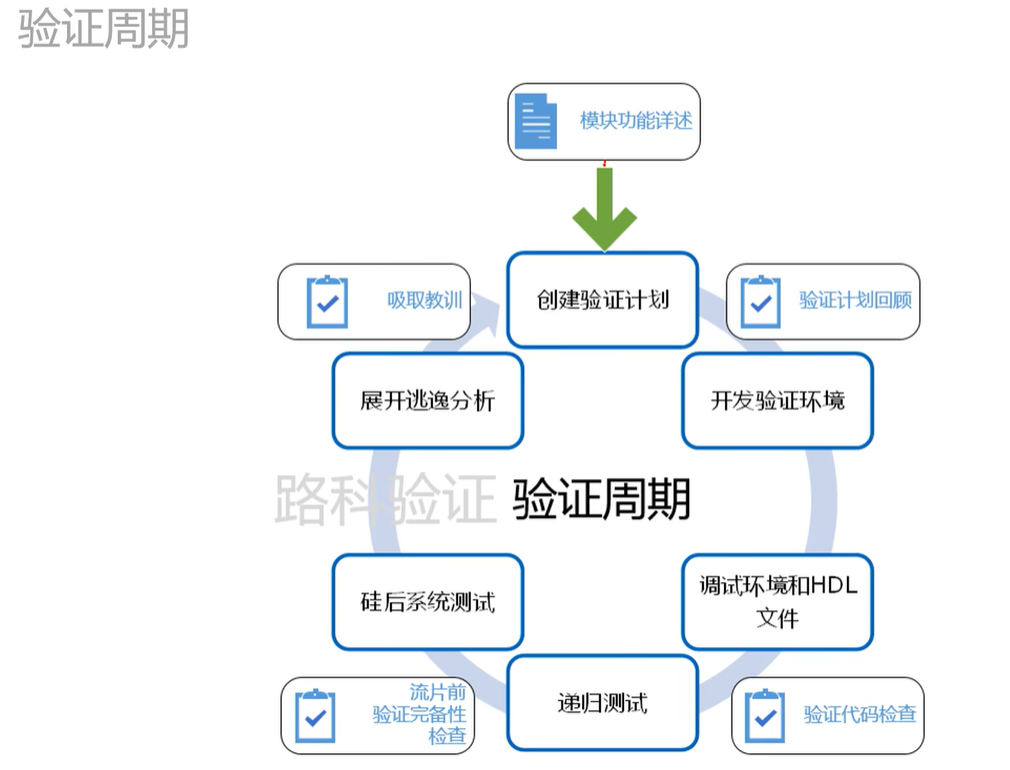 验证周期
模块功能详述
吸取教训
创建验证计划
验证计划回顾
展开逃逸分析
开发验证环境
路科验证
验证周期
硅后系统测试
调试环境和HDL
文件
流片前
验证完备性
检查
递归测试
验证代码检查